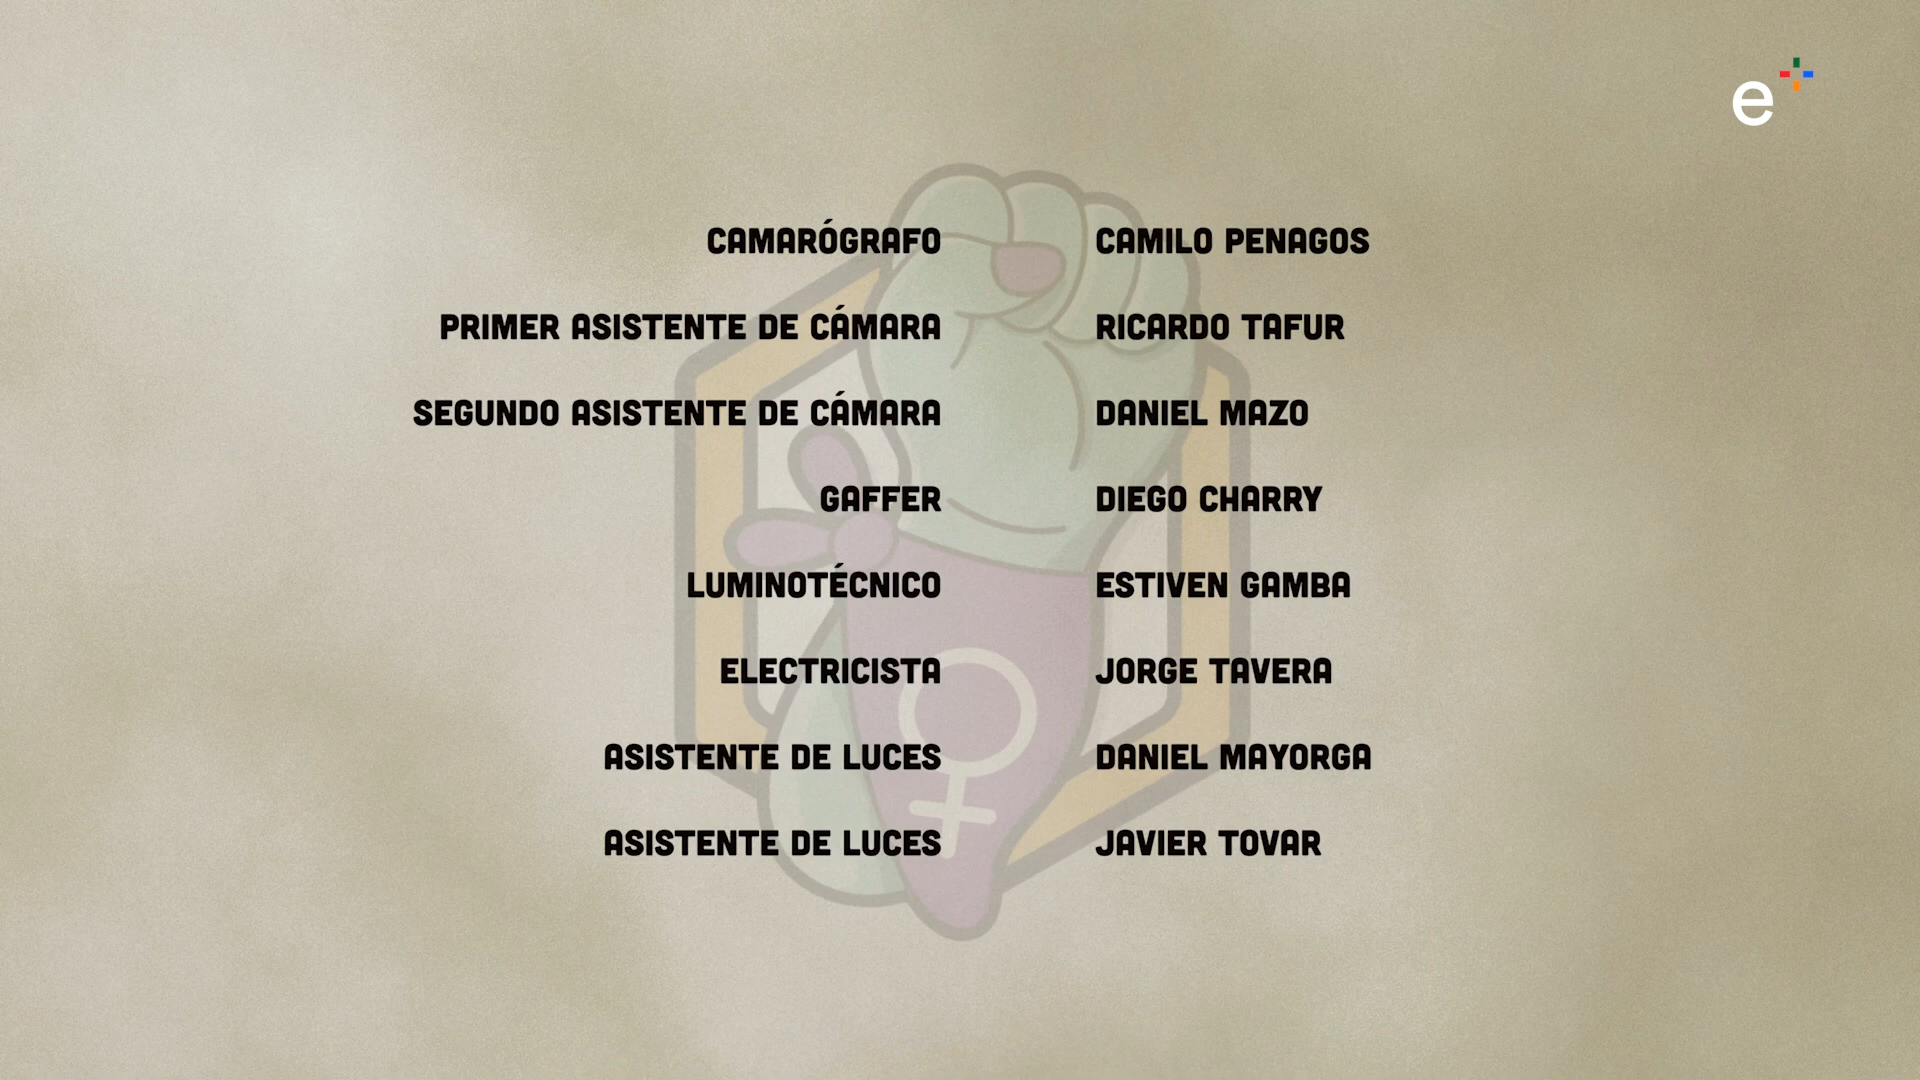 e+
CAMARÓGRAFO CAMILO PENAGOS
PRIMER ASISTENTE DE CÁMARA RICARDO TAFUR
SEGUNDO ASISTENTE DE CÁMARA DANIEL MAZO
GAFFER DIEGO CHARRY
LUMINOTÉCNICO ESTIVEN GAMBA
ELECTRICISTA JORGE TAVERA
ASISTENTE DE LUCES DANIEL MAYORGA
ASISTENTE DE LUCES JAVIER TOVAR